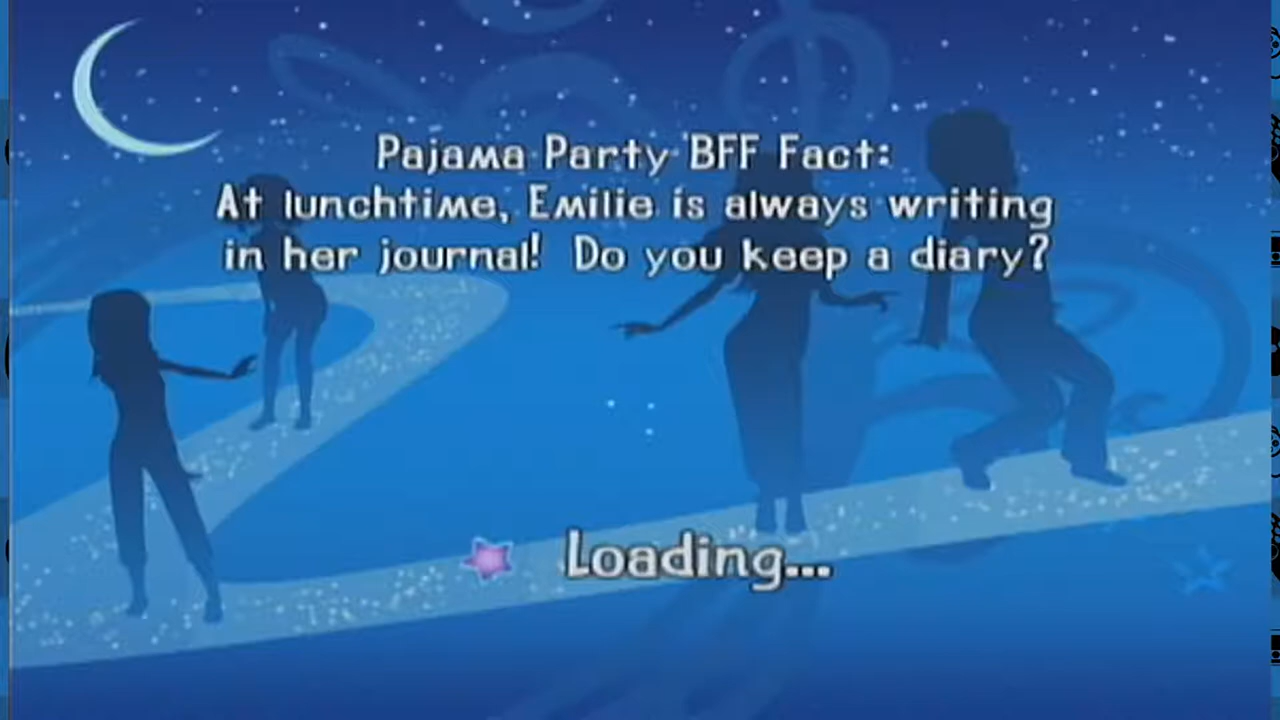 Pajama Party BFF Fact:
At lunchtime, Emilie is always writing
in her journal! Do you keep a diary?
Loading...